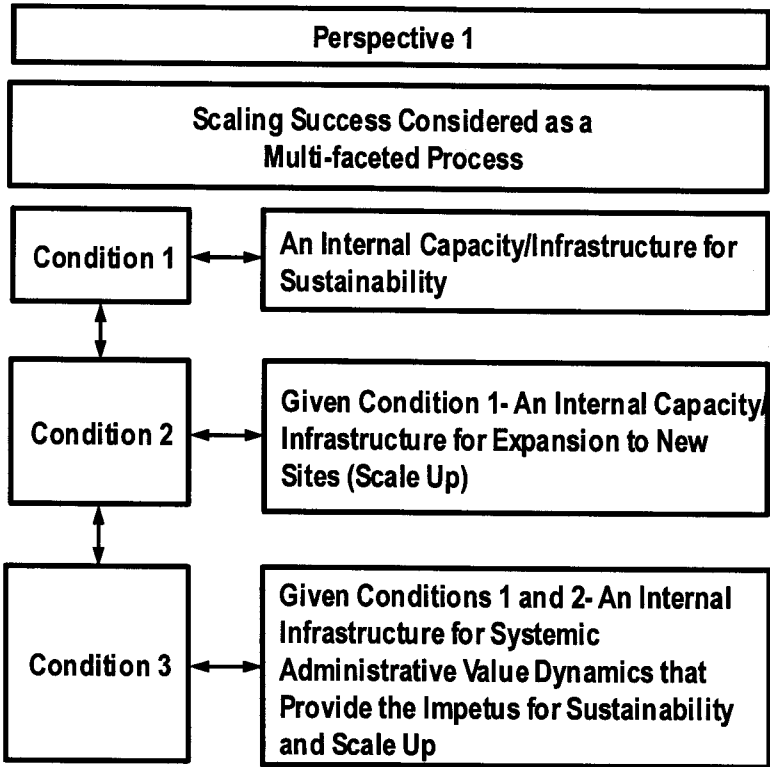 Perspective 1
Scaling Success Considered as a
Multi-faceted Process
Condition 1
An Internal Capacity/Infrastructure for
Sustainability
Condition 2
Given Condition 1- An Internal Capacity/
Infrastructure for Expansion to New
Sites (Scale Up)
Condition 3
Given Conditions 1 and 2- An Internal
Infrastructure for Systemic
Administrative Value Dynamics that
Provide the Impetus for Sustainability
and Scale Up